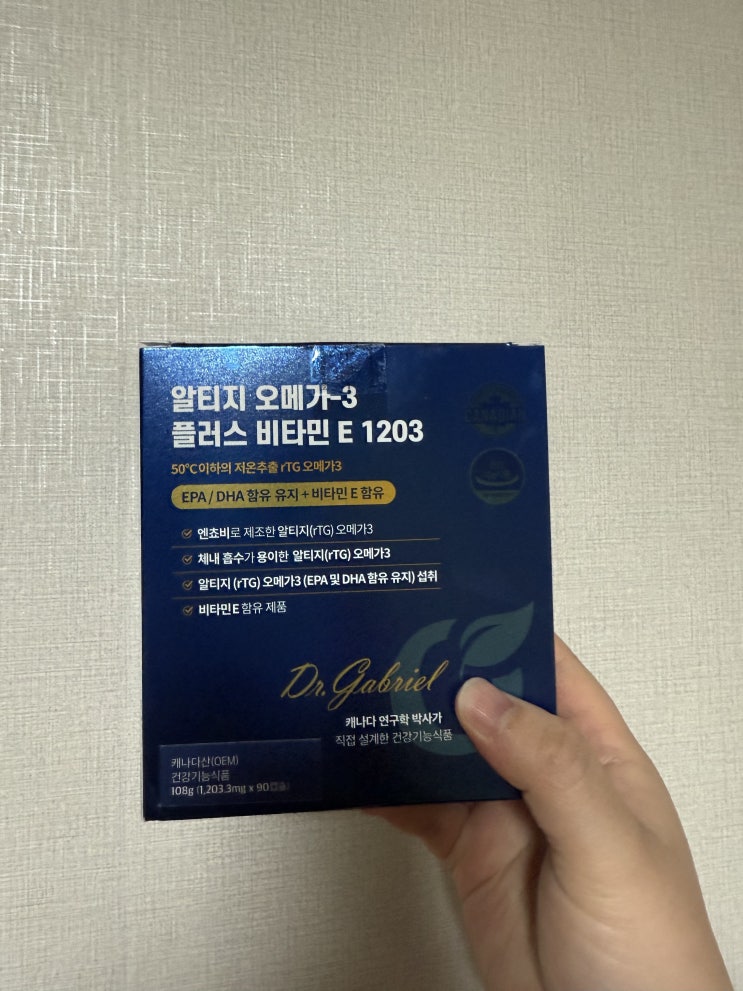 알티지 오메가-3
플러스 비타민 E 1203
50℃이하의 저온추출 rTG 오메가3
EPA / DHA 함유 유지 + 비타민 E 함유
엔쵸비로 제조한 알티지(rTG) 오메가3
체내 흡수가 용이한 알티지(rTG) 오메가3
알티지 (rTG) 오메가3 (EPA 및 DHA 함유 유지) 섭취
비타민E 함유 제품
CANADIAN
Dr. Gabriel
캐나다 연구학 박사가
직접 설계한 건강기능식품
캐나다산(OEM)
건강기능식품
108g (1,203.3mg x 90캡슐)